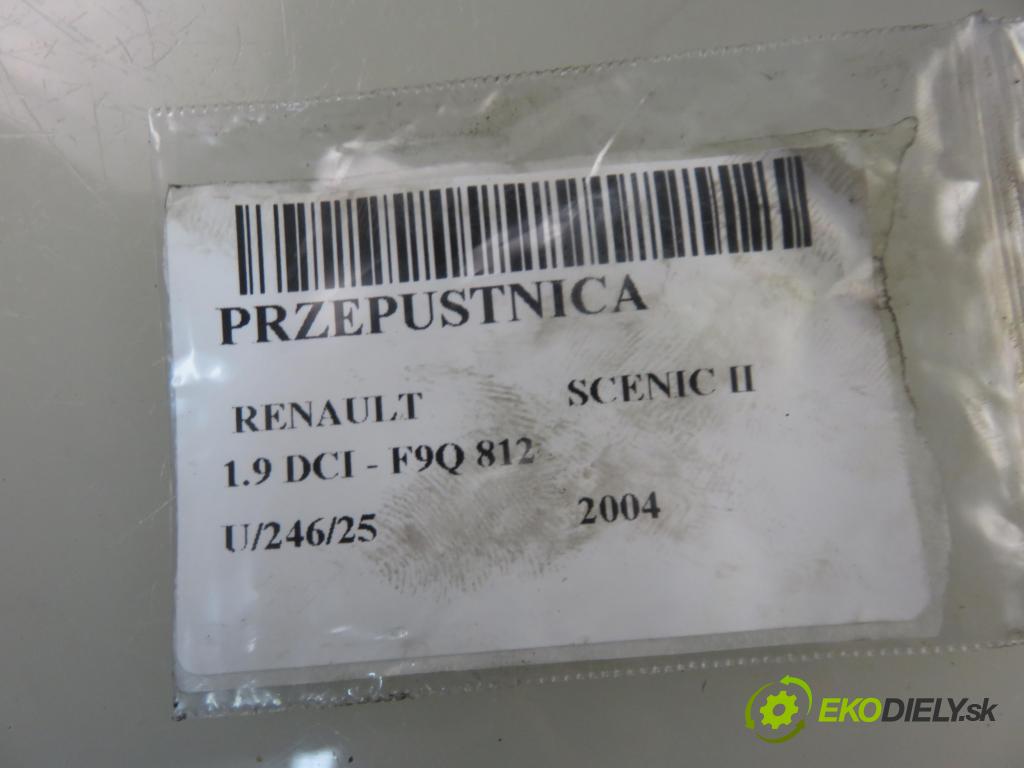 PRZEPUSTNICA
RENAULT SCENIC II
1.9 DCI - F9Q 812
U/246/25 2004
EKODIELY.sk